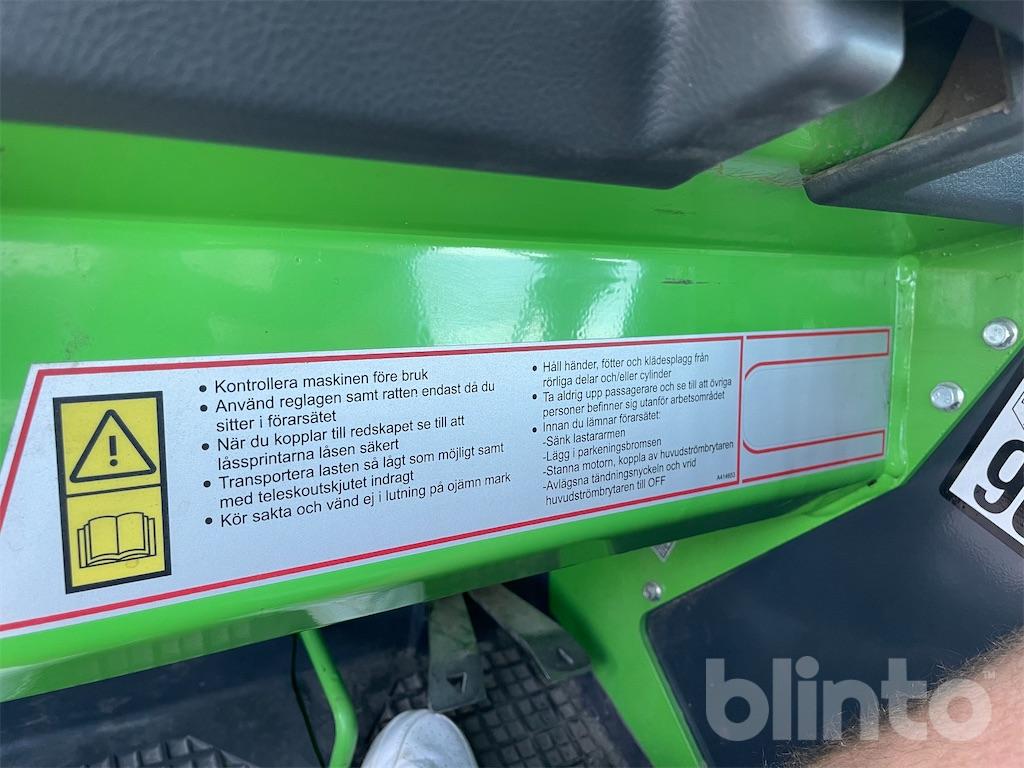 • Kontrollera maskinen före bruk
• Använd reglagen samt ratten endast då du
sitter i förarsätet
• När du kopplar till redskapet se till att
låssprintarna låsen säkert
• Transportera lasten så lågt som möjligt samt
med teleskoutskjutet indragt
• Kör sakta och vänd ej i lutning på ojämn mark
• Håll händer, fötter och klädesplagg från
rörliga delar och/eller cylinder
• Ta aldrig upp passagerare och se till att övriga
personer befinner sig utanför arbetsområdet
• Innan du lämnar förarsätet:
-Sänk lastararmen
-Lägg i parkeringsbromsen
-Stanna motorn, koppla av huvudströmbrytaren
-Avlägsna tändningsnyckeln och vrid
huvudströmbrytaren till OFF
A414603
blinto™